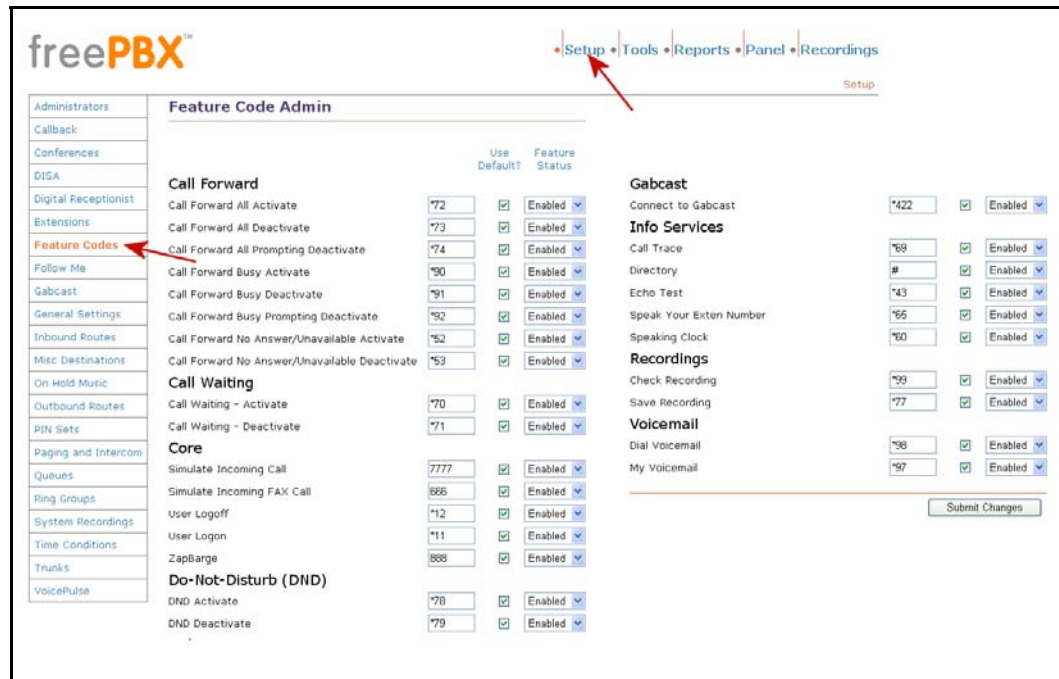 freePBX™
Setup Tools Reports Panel Recordings
Setup
Administrators
Callback
Conferences
DISA
Digital Receptionist
Extensions
Feature Codes
Follow Me
Gabcast
General Settings
Inbound Routes
Misc Destinations
On Hold Music
Outbound Routes
PIN Sets
Paging and Intercom
Queues
Ring Groups
System Recordings
Time Conditions
Trunks
VoicePulse
Feature Code Admin
Use Default? Feature Status
Call Forward
Call Forward All Activate *72 Enabled
Call Forward All Deactivate *73 Enabled
Call Forward All Prompting Deactivate *74 Enabled
Call Forward Busy Activate *90 Enabled
Call Forward Busy Deactivate *91 Enabled
Call Forward Busy Prompting Deactivate *92 Enabled
Call Forward No Answer/Unavailable Activate *52 Enabled
Call Forward No Answer/Unavailable Deactivate *53 Enabled
Call Waiting
Call Waiting - Activate *70 Enabled
Call Waiting - Deactivate *71 Enabled
Core
Simulate Incoming Call 7777 Enabled
Simulate Incoming FAX Call 666 Enabled
User Logoff *12 Enabled
User Logon *11 Enabled
ZapBarge 888 Enabled
Do-Not-Disturb (DND)
DND Activate *78 Enabled
DND Deactivate *79 Enabled
Gabcast
Connect to Gabcast *422 Enabled
Info Services
Call Trace *69 Enabled
Directory # Enabled
Echo Test *43 Enabled
Speak Your Exten Number *65 Enabled
Speaking Clock *60 Enabled
Recordings
Check Recording *99 Enabled
Save Recording *77 Enabled
Voicemail
Dial Voicemail *98 Enabled
My Voicemail *97 Enabled
Submit Changes